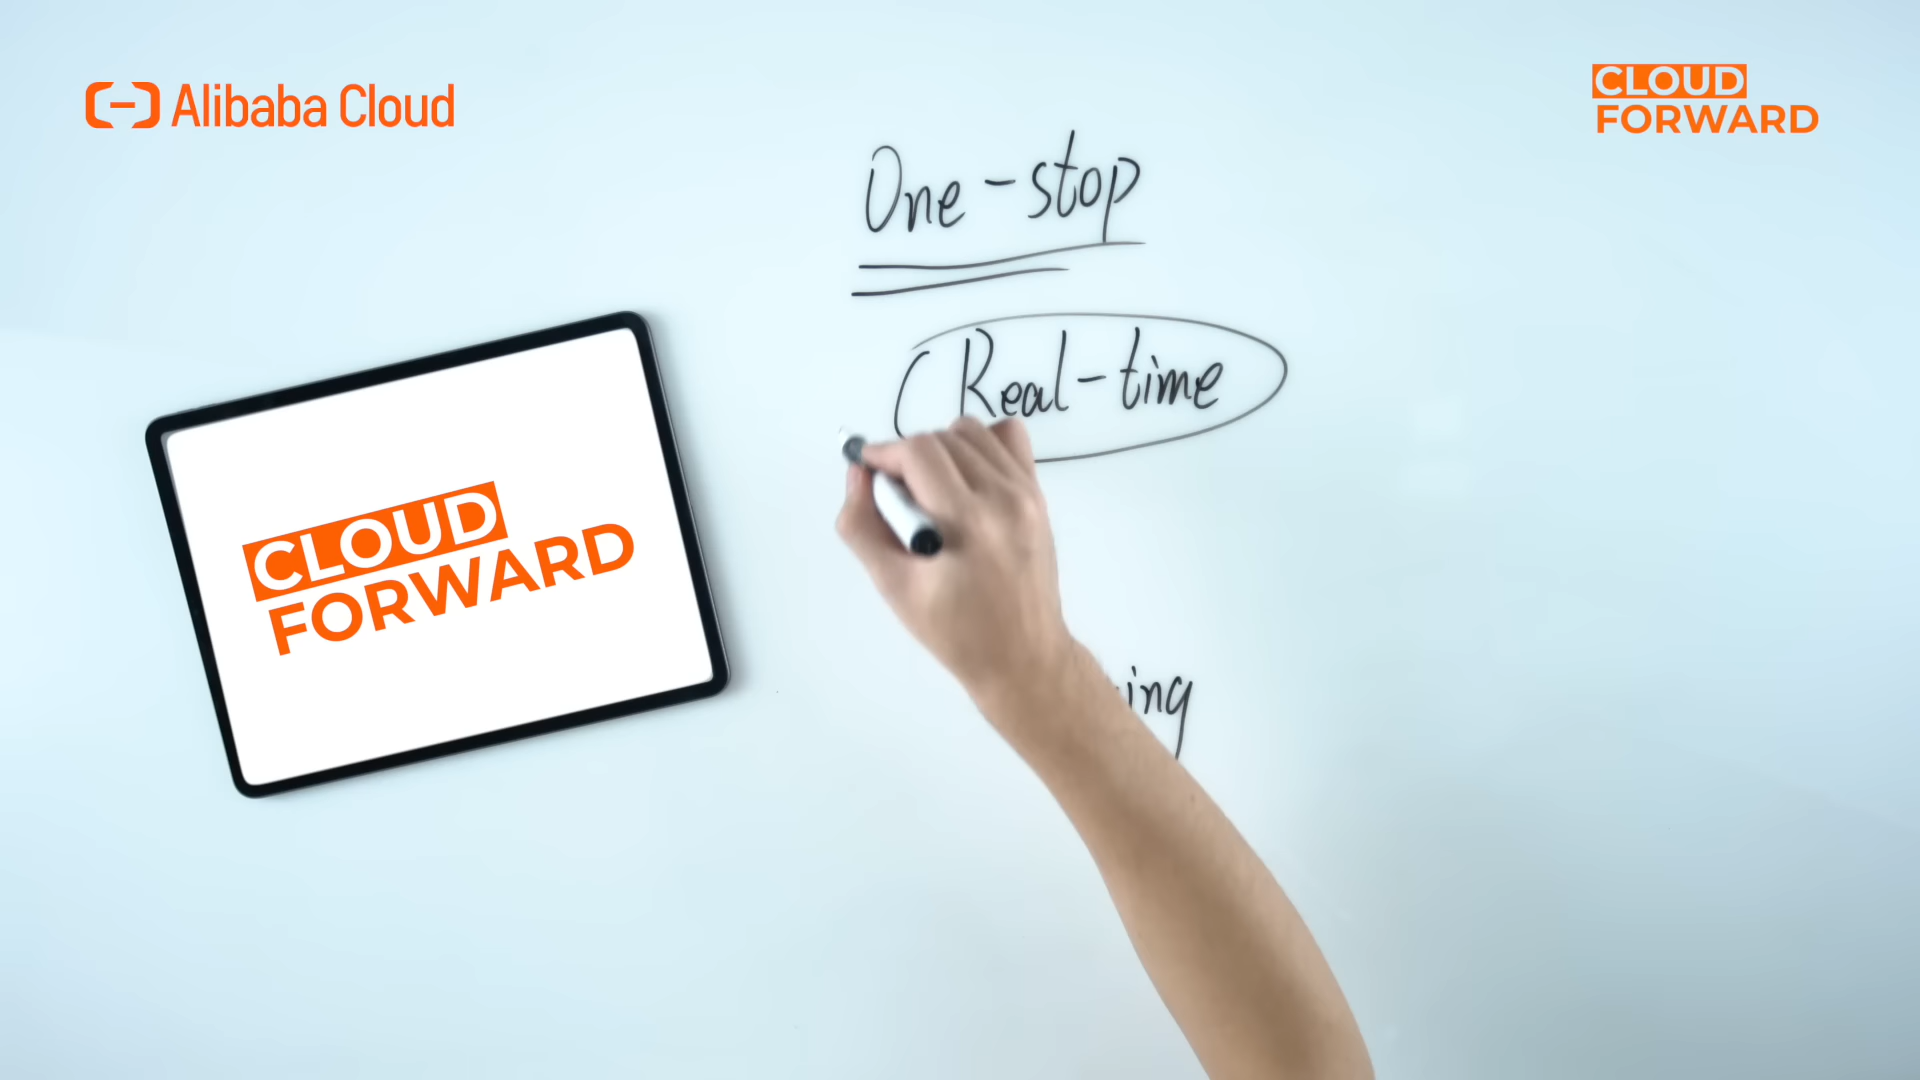 Alibaba Cloud
CLOUD
FORWARD
One-stop
Real-time
CLOUD
FORWARD